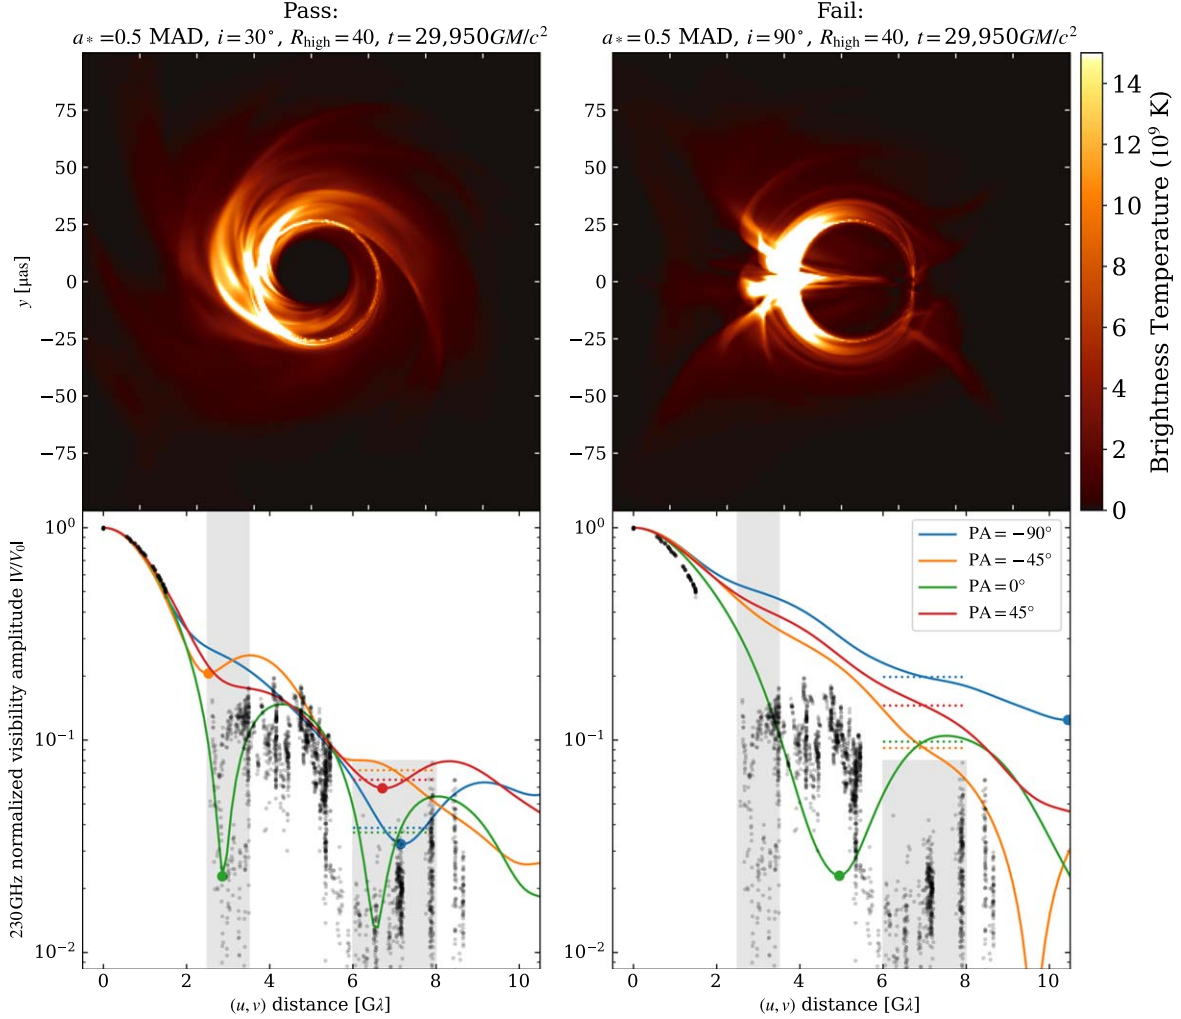 Pass:
a* = 0.5 MAD, i = 30°, R_high = 40, t = 29,950GM/c²
Fail:
a* = 0.5 MAD, i = 90°, R_high = 40, t = 29,950GM/c²
75
50
25
0
−25
−50
−75
y [μas]
75
50
25
0
−25
−50
−75
14
12
10
8
6
4
2
0
Brightness Temperature (10⁹ K)
10⁰
10⁻¹
10⁻²
230GHz normalized visibility amplitude |V/V₀|
0 2 4 6 8 10
(u, v) distance [Gλ]
10⁰
10⁻¹
10⁻²
PA = −90°
PA = −45°
PA = 0°
PA = 45°
0 2 4 6 8 10
(u, v) distance [Gλ]